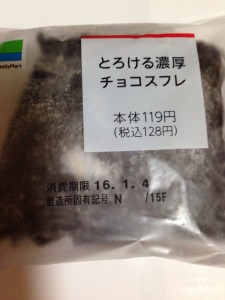 FamilyMart
とろける濃厚
チョコスフレ
本体119円
(税込128円)
消費期限 16. 1. 4
製造所固有記号 N /15F